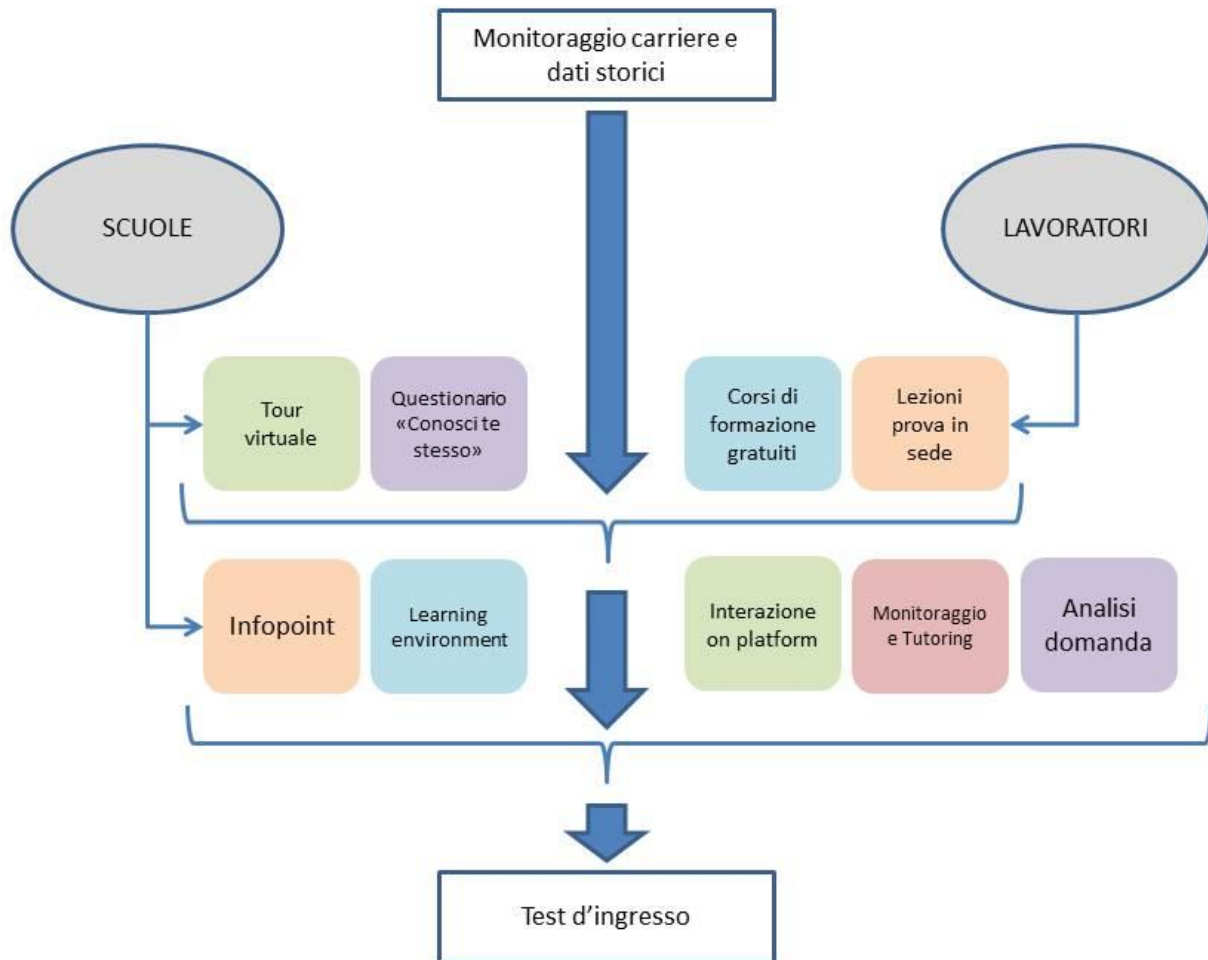 Monitoraggio carriere e
dati storici
SCUOLE
LAVORATORI
Tour
virtuale
Questionario
«Conosci te
stesso»
Corsi di
formazione
gratuiti
Lezioni
prova in
sede
Infopoint
Learning
environment
Interazione
on platform
Monitoraggio
e Tutoring
Analisi
domanda
Test d’ingresso